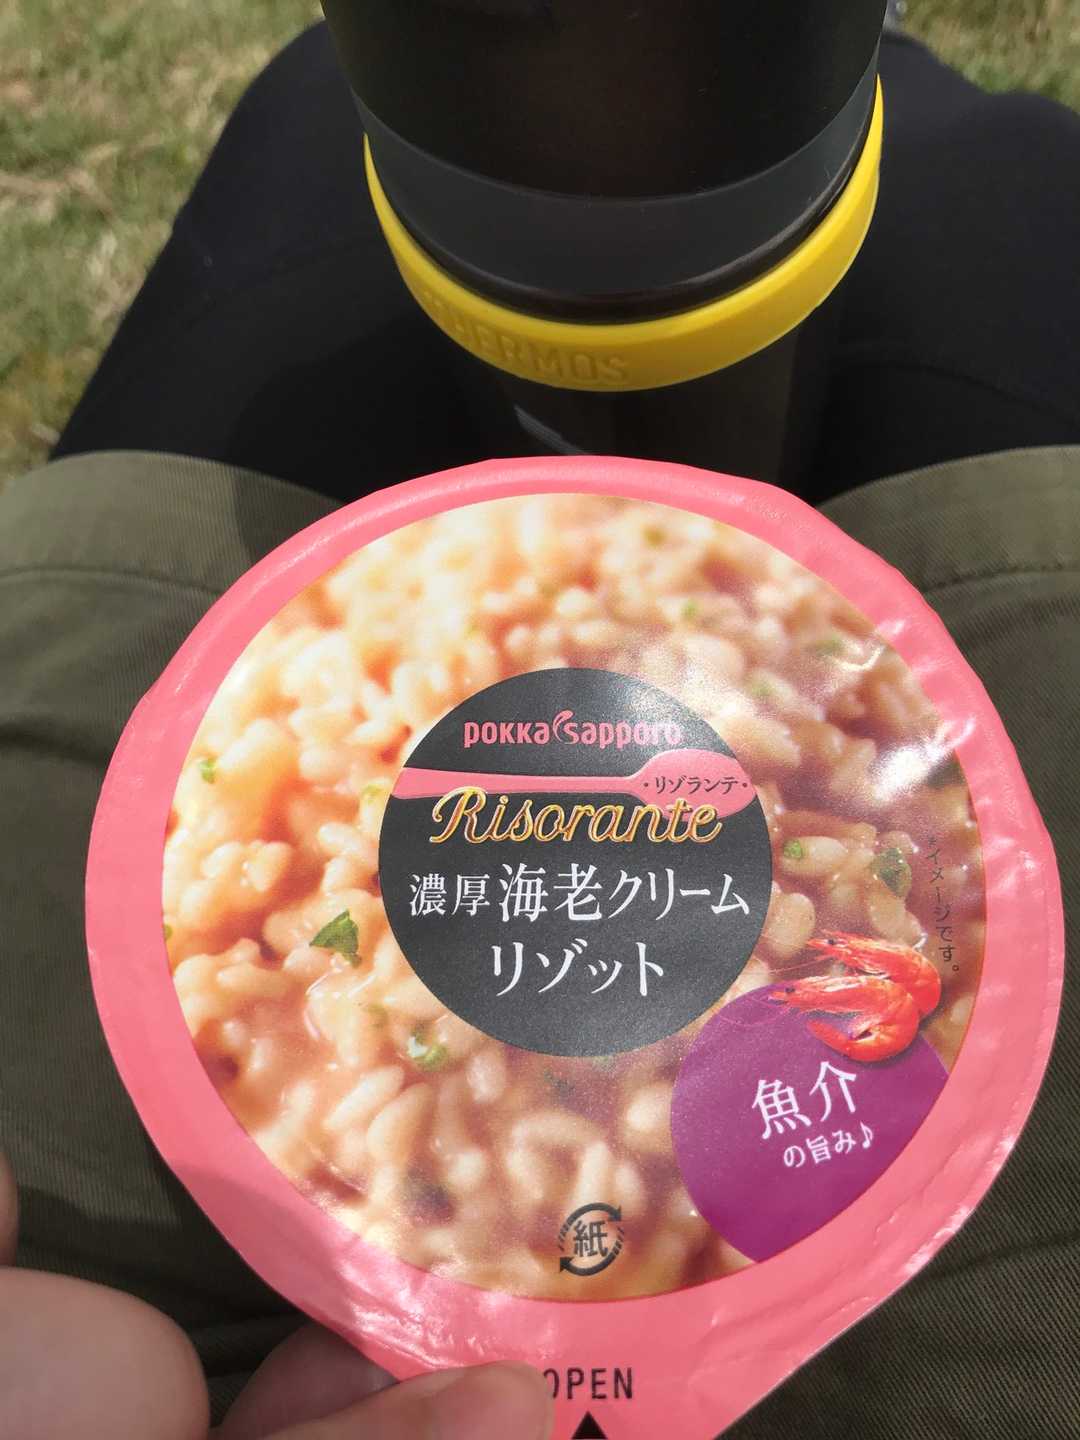 THERMOS
POKKA SAPPORO
・リゾランテ・
Risorante
濃厚 海老クリーム
リゾット
*イメージです。
魚介
の旨み♪
紙
OPEN